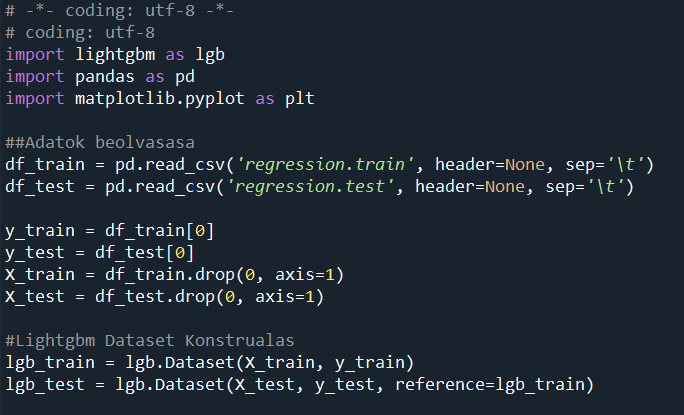 # -*- coding: utf-8 -*-
# coding: utf-8
import lightgbm as lgb
import pandas as pd
import matplotlib.pyplot as plt
##Adatok beolvasasa
df_train = pd.read_csv('regression.train', header=None, sep='\t')
df_test = pd.read_csv('regression.test', header=None, sep='\t')
y_train = df_train[0]
y_test = df_test[0]
X_train = df_train.drop(0, axis=1)
X_test = df_test.drop(0, axis=1)
#Lightgbm Dataset Konstrualas
lgb_train = lgb.Dataset(X_train, y_train)
lgb_test = lgb.Dataset(X_test, y_test, reference=lgb_train)